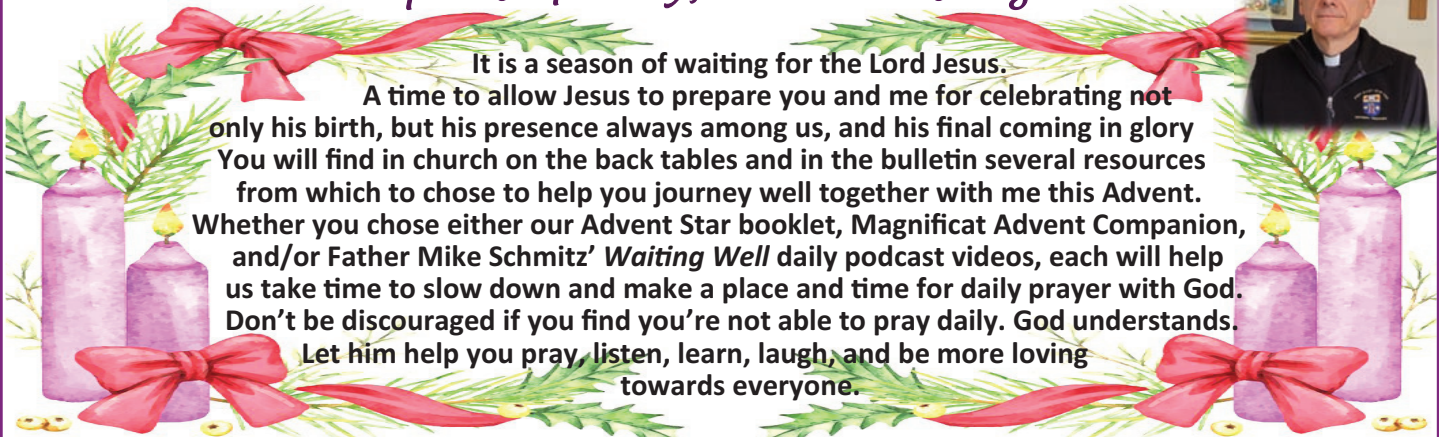 It is a season of waiting for the Lord Jesus.
A time to allow Jesus to prepare you and me for celebrating not
only his birth, but his presence always among us, and his final coming in glory
You will find in church on the back tables and in the bulletin several resources
from which to chose to help you journey well together with me this Advent.
Whether you chose either our Advent Star booklet, Magnificat Advent Companion,
and/or Father Mike Schmitz’ Waiting Well daily podcast videos, each will help
us take time to slow down and make a place and time for daily prayer with God.
Don’t be discouraged if you find you’re not able to pray daily. God understands.
Let him help you pray, listen, learn, laugh, and be more loving
towards everyone.